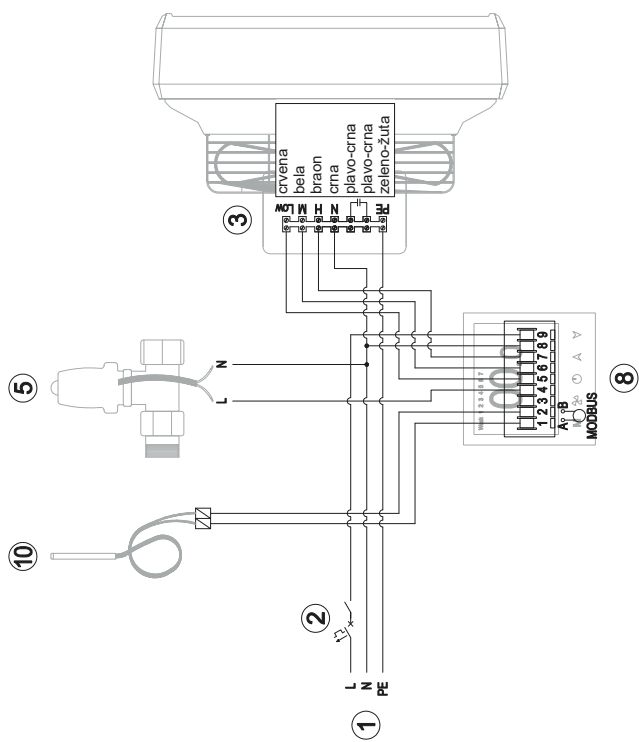 3
Low crvena
M bela
H braon
N crna
plavo-crna
plavo-crna
PE zeleno-žuta
5
L
N
10
2
1
L
N
PE
8
1 2 3 4 5 6 7 8 9
A B
MODBUS